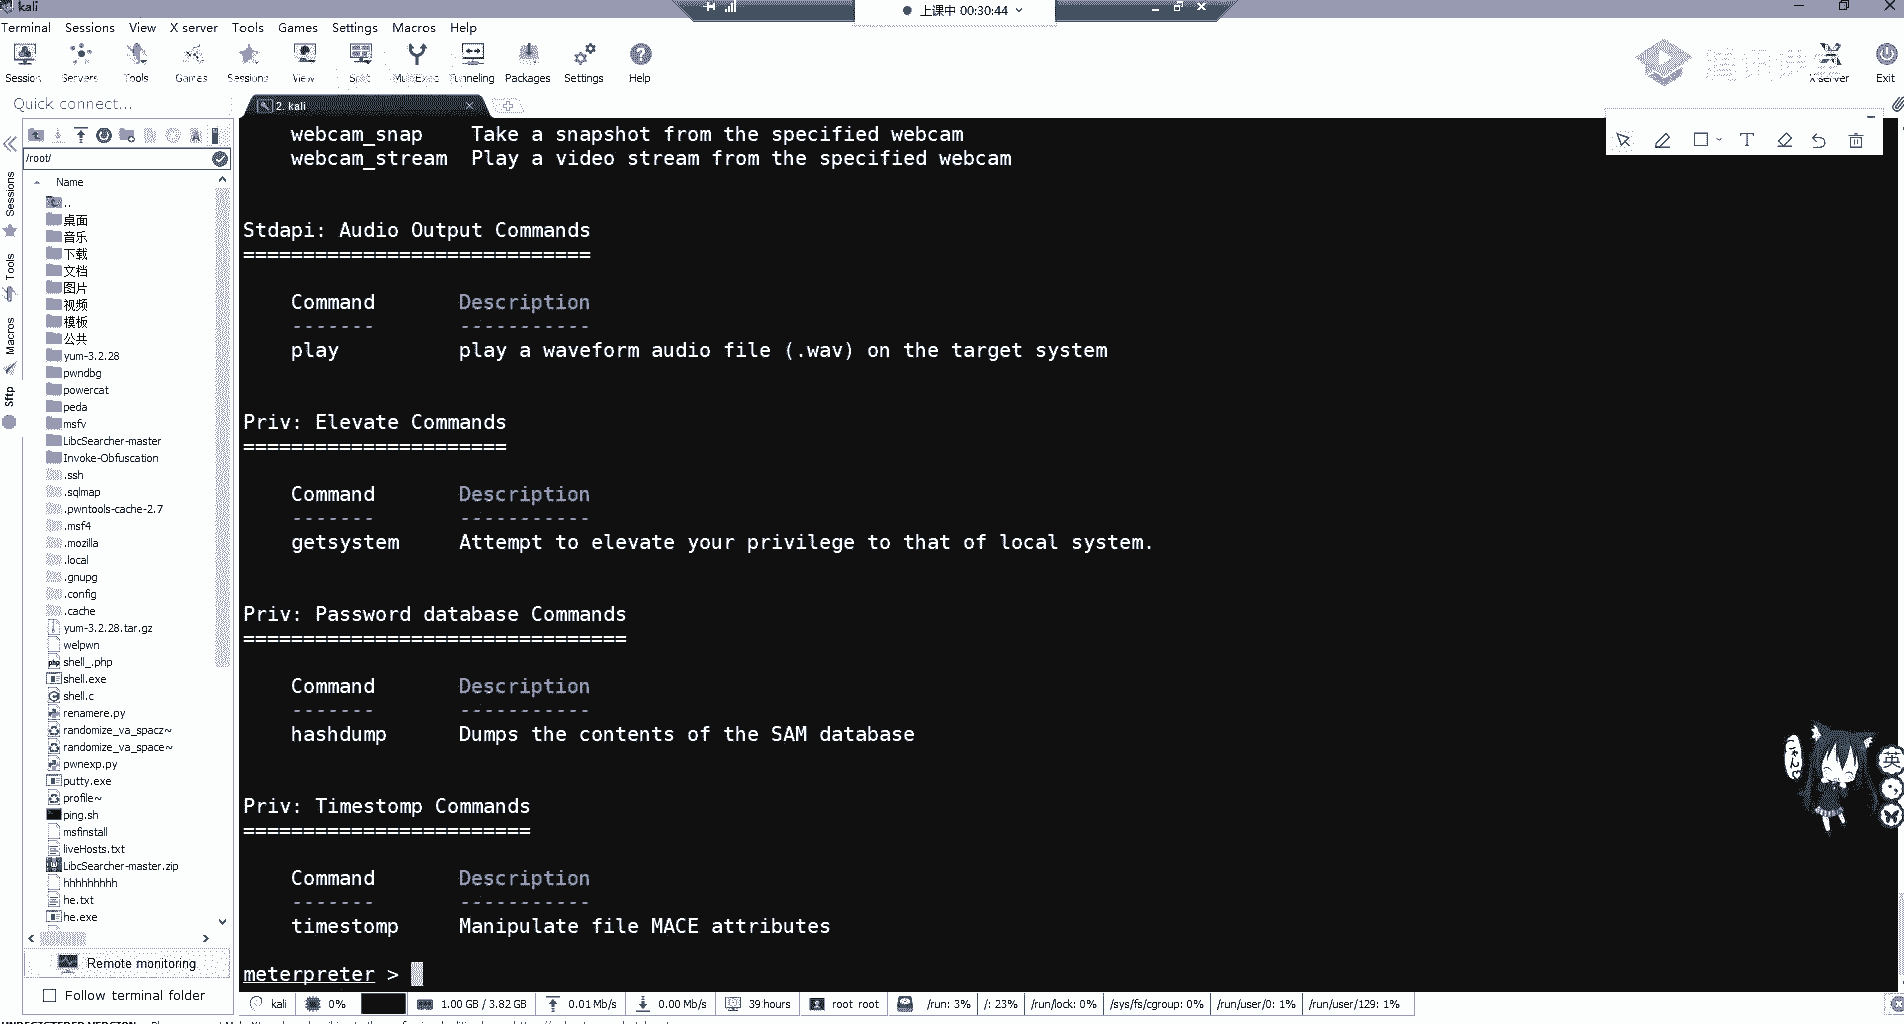 kali
上课中 00:30:44
Terminal Sessions View X server Tools Games Settings Macros Help
Session Servers Tools Games Sessions View Split MultiExec Tunneling Packages Settings Help
X server Exit
Quick connect...
2. kali
/root/
Name
..
桌面
音乐
下载
文档
图片
视频
模板
公共
yum-3.2.28
pwndbg
powercat
peda
msfv
LibcSearcher-master
Invoke-Obfuscation
.ssh
.sqlmap
.pwntools-cache-2.7
.msf4
.mozilla
.local
.gnupg
.config
.cache
yum-3.2.28.tar.gz
welpwn
shell_.php
shell.exe
shell.c
renamere.py
randomize_va_spacz~
randomize_va_space~
pwnexp.py
putty.exe
profile~
ping.sh
msfinstall
liveHosts.txt
LibcSearcher-master.zip
hhhhhhhhh
he.txt
he.exe
Sessions
Tools
Macros
Sftp
Remote monitoring
Follow terminal folder
webcam_snap Take a snapshot from the specified webcam
webcam_stream Play a video stream from the specified webcam
Stdapi: Audio Output Commands
=============================
Command Description
------- -----------
play play a waveform audio file (.wav) on the target system
Priv: Elevate Commands
======================
Command Description
------- -----------
getsystem Attempt to elevate your privilege to that of local system.
Priv: Password database Commands
================================
Command Description
------- -----------
hashdump Dumps the contents of the SAM database
Priv: Timestomp Commands
========================
Command Description
------- -----------
timestomp Manipulate file MACE attributes
meterpreter >
英
kali 0% 1.00 GB / 3.82 GB 0.01 Mb/s 0.00 Mb/s 39 hours root root /run: 3% /: 23% /run/lock: 0% /sys/fs/cgroup: 0% /run/user/0: 1% /run/user/129: 1%